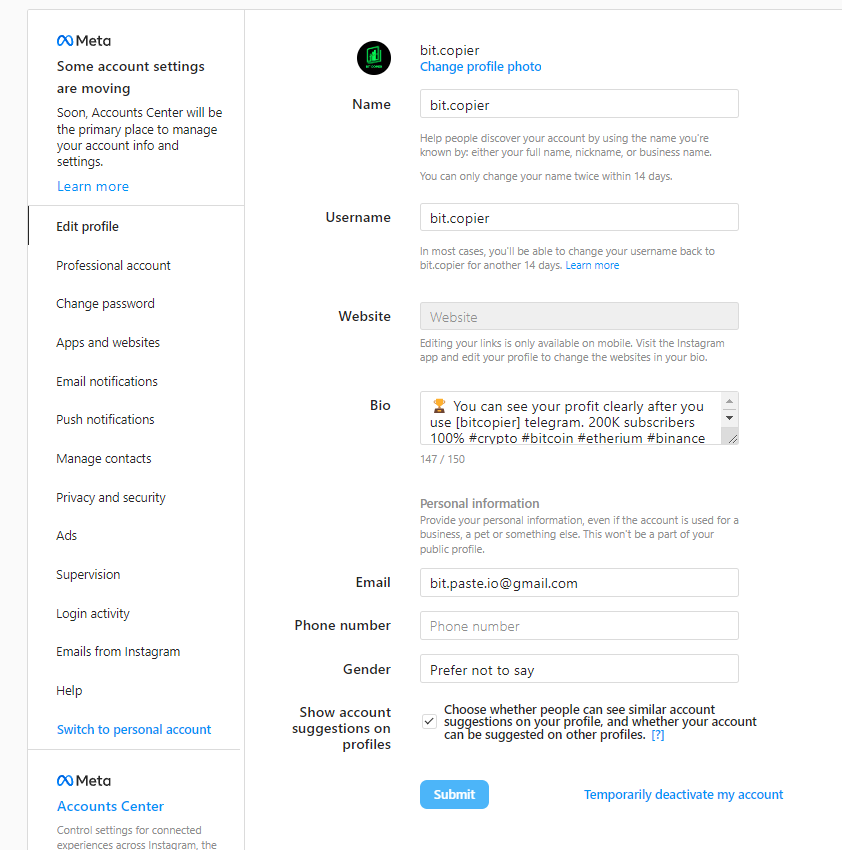 Meta
Some account settings
are moving
Soon, Accounts Center will be
the primary place to manage
your account info and
settings.
Learn more
Edit profile
Professional account
Change password
Apps and websites
Email notifications
Push notifications
Manage contacts
Privacy and security
Ads
Supervision
Login activity
Emails from Instagram
Help
Switch to personal account
Meta
Accounts Center
Control settings for connected
experiences across Instagram, the
BIT COPIER
bit.copier
Change profile photo
Name
bit.copier
Help people discover your account by using the name you're
known by: either your full name, nickname, or business name.
You can only change your name twice within 14 days.
Username
bit.copier
In most cases, you'll be able to change your username back to
bit.copier for another 14 days. Learn more
Website
Website
Editing your links is only available on mobile. Visit the Instagram
app and edit your profile to change the websites in your bio.
Bio
🏆 You can see your profit clearly after you
use [bitcopier] telegram. 200K subscribers
100% #crypto #bitcoin #etherium #binance
147 / 150
Personal information
Provide your personal information, even if the account is used for a
business, a pet or something else. This won't be a part of your
public profile.
Email
bit.paste.io@gmail.com
Phone number
Phone number
Gender
Prefer not to say
Show account
suggestions on
profiles
Choose whether people can see similar account
suggestions on your profile, and whether your account
can be suggested on other profiles. [?]
Submit
Temporarily deactivate my account